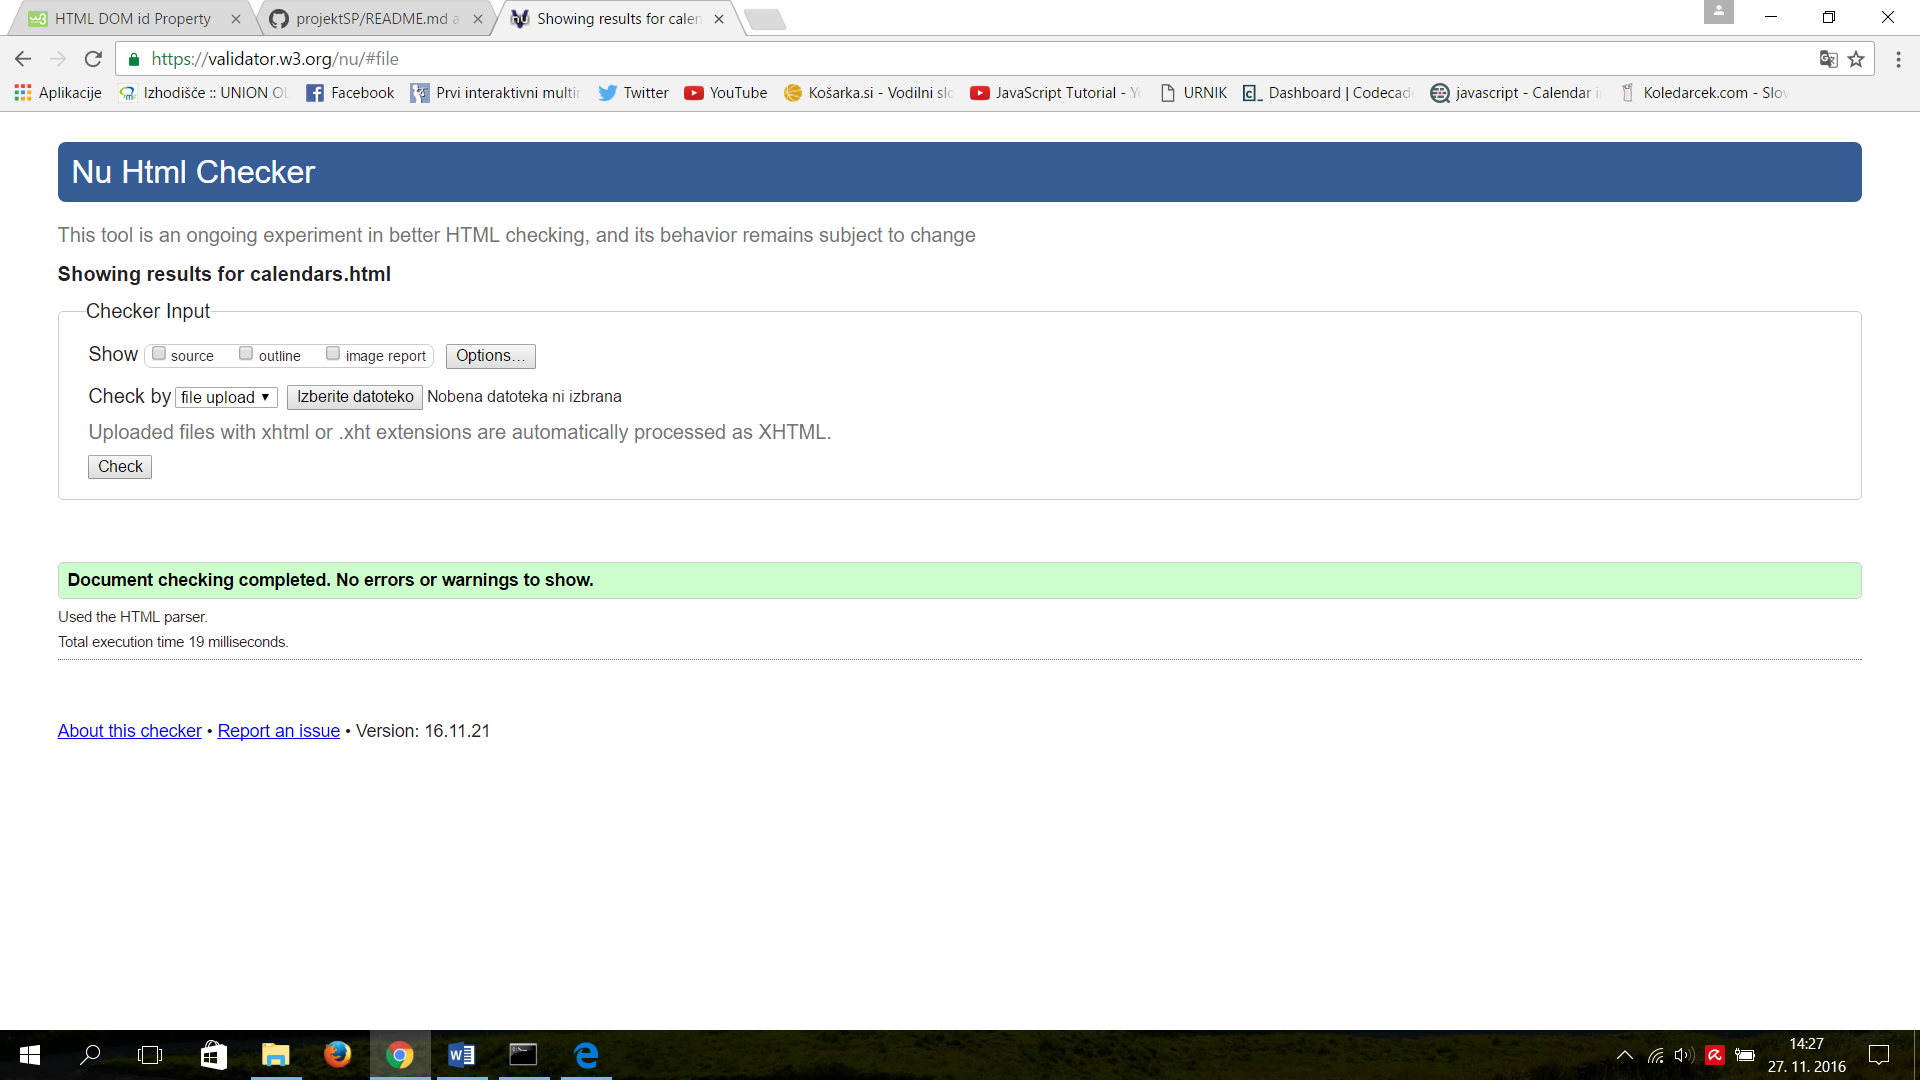 HTML DOM id Property
projektSP/README.md
Showing results for calen
https://validator.w3.org/nu/#file
Aplikacije
Izhodišče :: UNION
Facebook
Prvi interaktivni
Twitter
YouTube
Košarka.si - Vodilni
JavaScript Tutorial -
URNIK
Dashboard | Codecad
javascript - Calendar
Koledarcek.com - Slov
Nu Html Checker
This tool is an ongoing experiment in better HTML checking, and its behavior remains subject to change
Showing results for calendars.html
Checker Input
Show source outline image report Options...
Check by file upload Izberite datoteko Nobena datoteka ni izbrana
Uploaded files with xhtml or .xht extensions are automatically processed as XHTML.
Check
Document checking completed. No errors or warnings to show.
Used the HTML parser.
Total execution time 19 milliseconds.
About this checker • Report an issue • Version: 16.11.21
14:27
27. 11. 2016